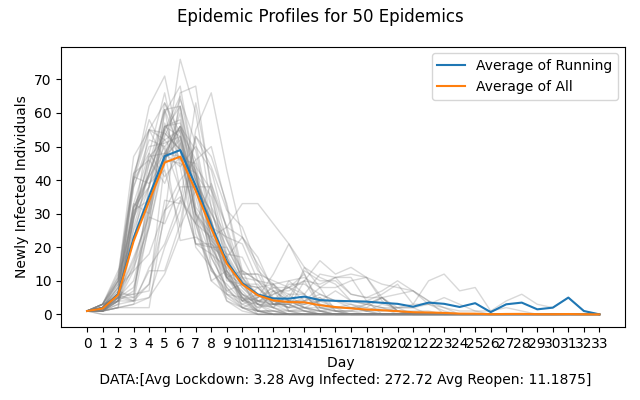 Epidemic Profiles for 50 Epidemics
Average of Running
Average of All
Newly Infected Individuals
70
60
50
40
30
20
10
0
0 1 2 3 4 5 6 7 8 9 10 11 12 13 14 15 16 17 18 19 20 21 22 23 24 25 26 27 28 29 30 31 32 33
Day
DATA:[Avg Lockdown: 3.28 Avg Infected: 272.72 Avg Reopen: 11.1875]